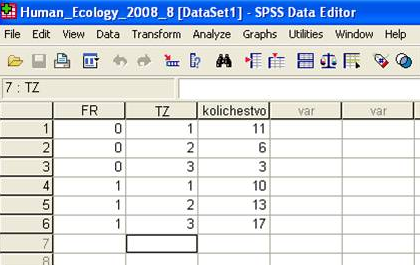 Human_Ecology_2008_8 [DataSet1] - SPSS Data Editor
File Edit View Data Transform Analyze Graphs Utilities Window Help
7 : TZ
FR TZ kolichestvo var var
1 0 1 11
2 0 2 6
3 0 3 3
4 1 1 10
5 1 2 13
6 1 3 17
7
8